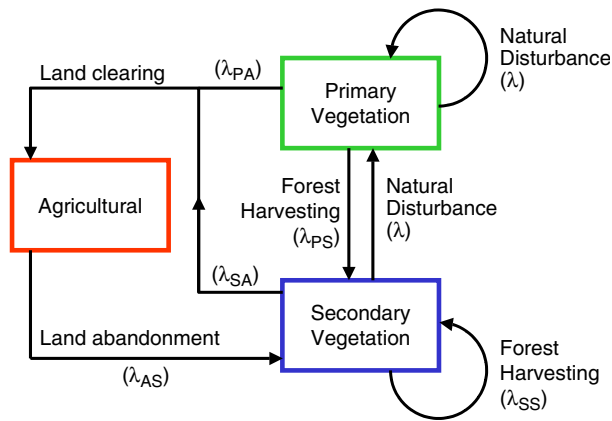 Land clearing
(λPA)
Natural
Disturbance
(λ)
Primary
Vegetation
Agricultural
Forest
Harvesting
(λPS)
Natural
Disturbance
(λ)
(λSA)
Land abandonment
(λAS)
Secondary
Vegetation
Forest
Harvesting
(λSS)